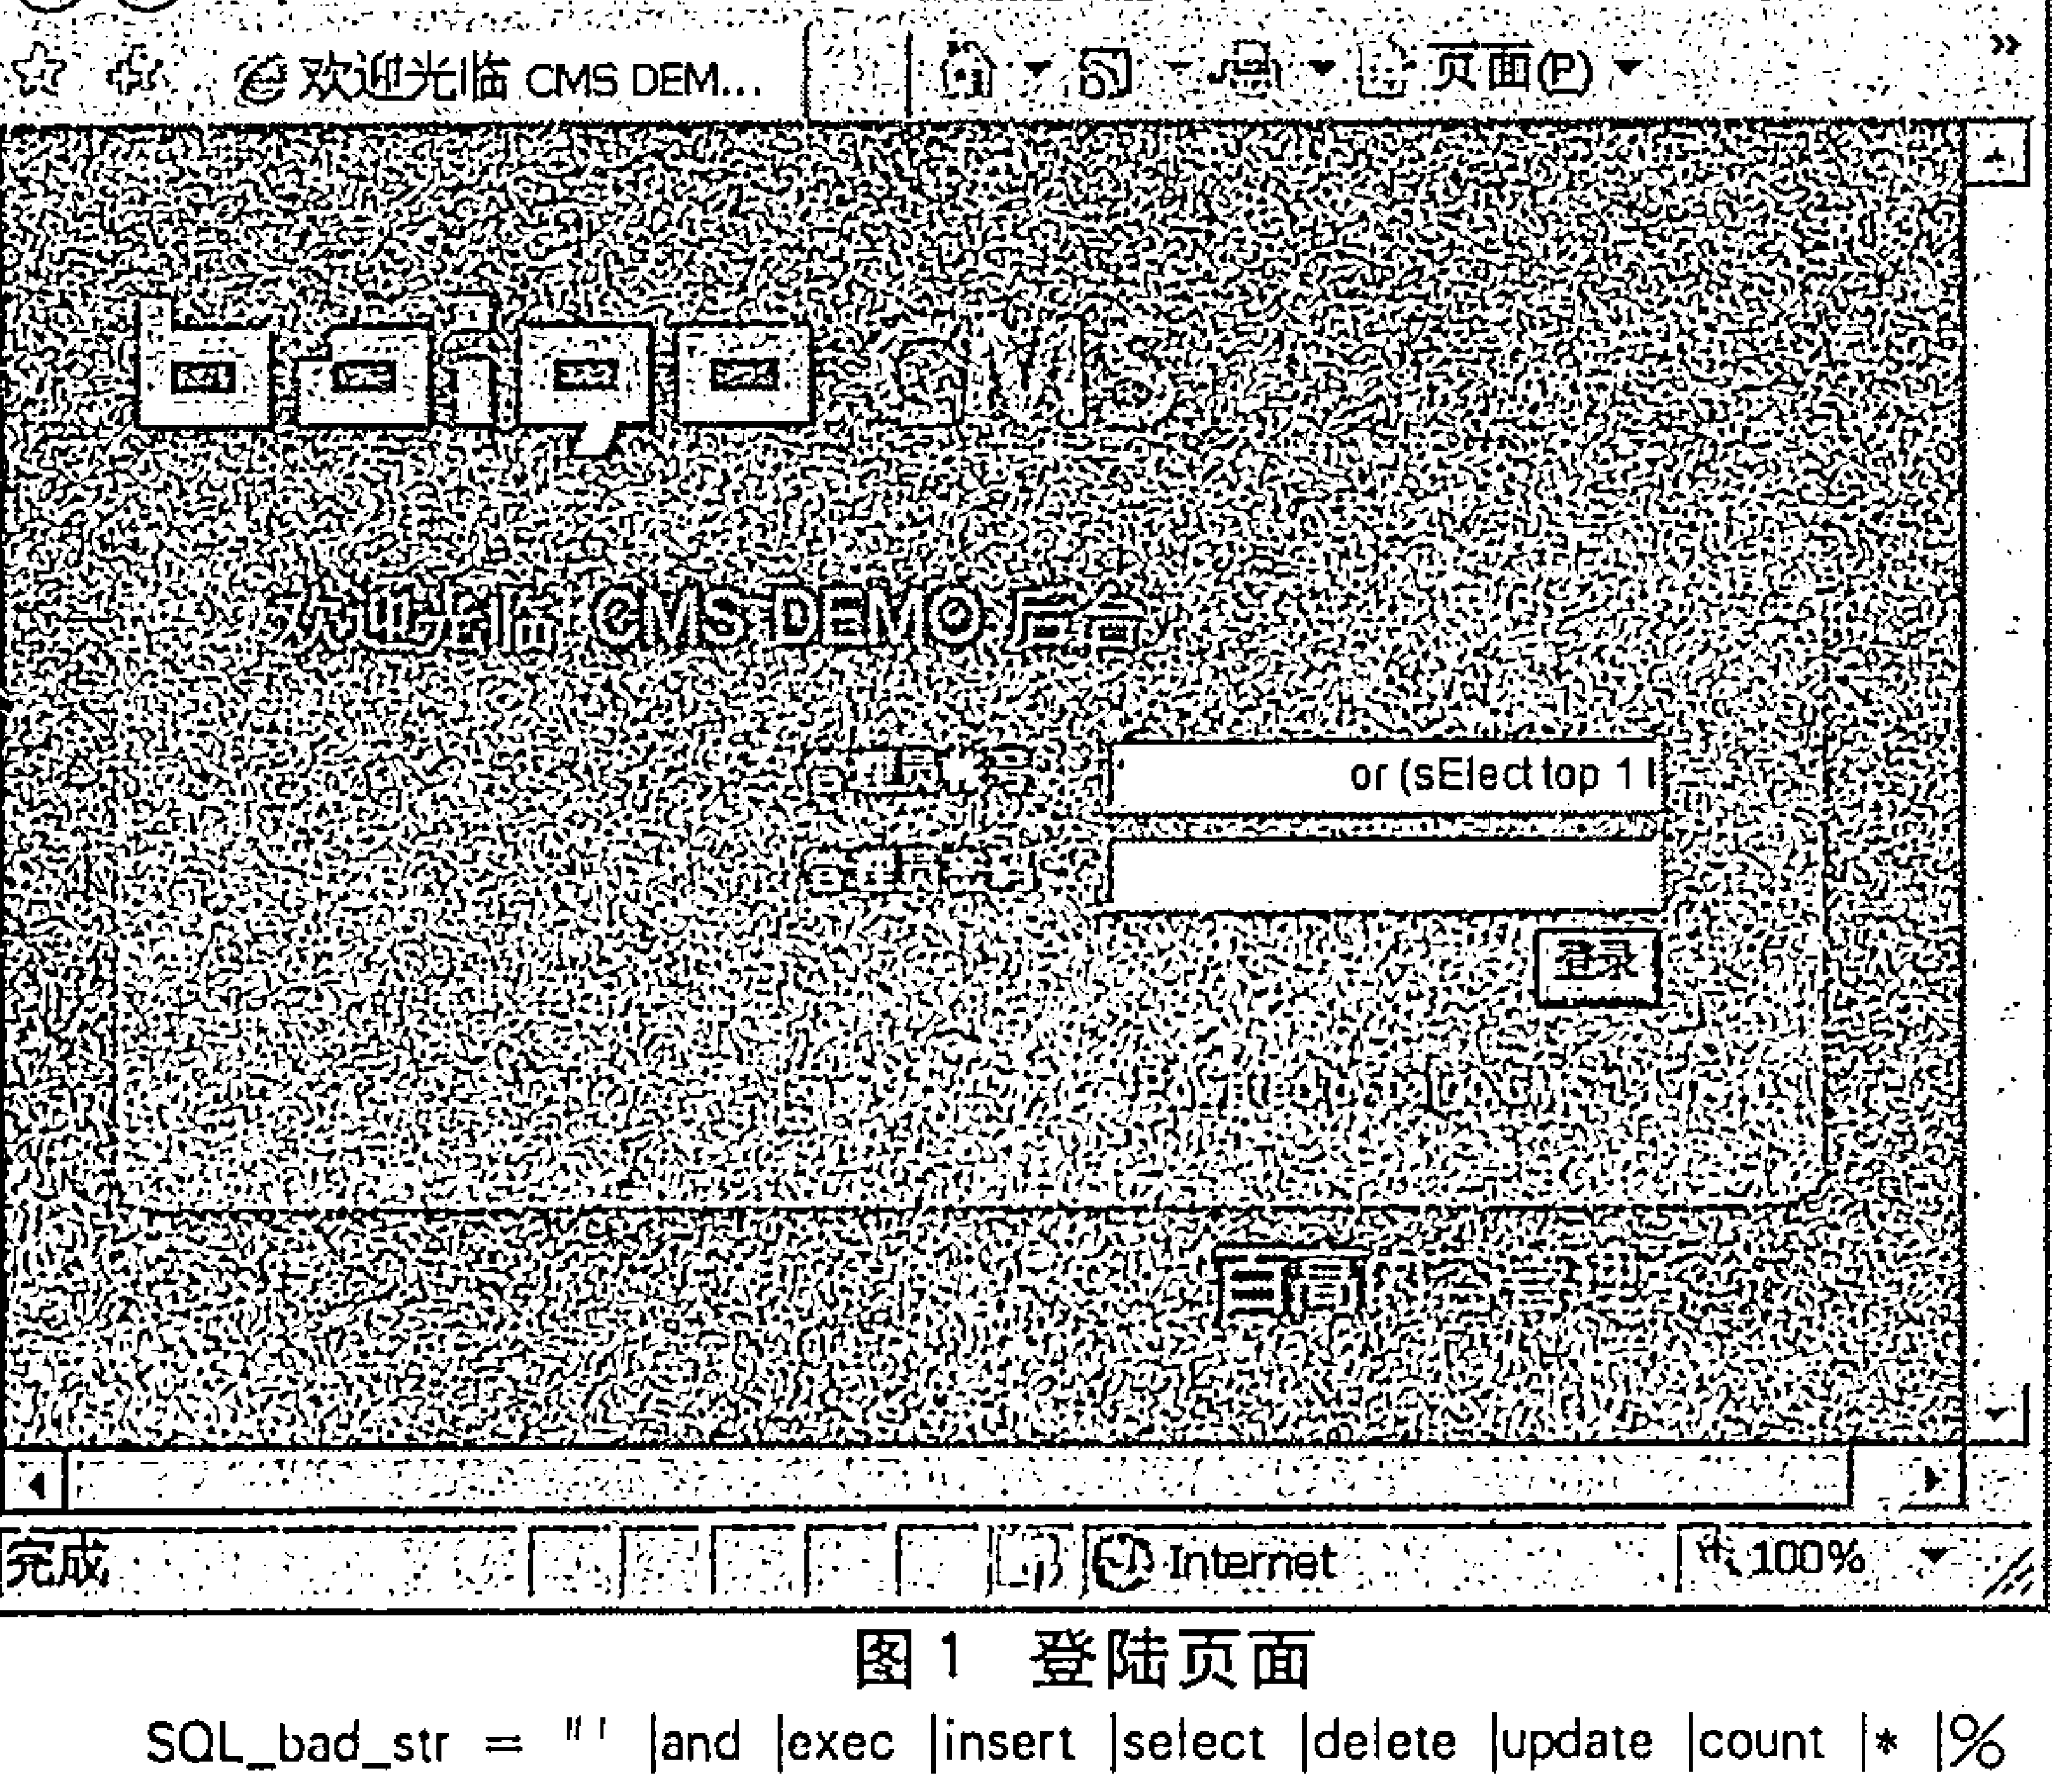 欢迎光临 CMS DEM... 页面(P) »
baigo CMS
欢迎光临 CMS DEMO 后台
or (sElect top 1
登录
完成 Internet 100%
图 1 登陆页面
SQL_bad_str = "' |and |exec |insert |select |delete |update |count |* |%